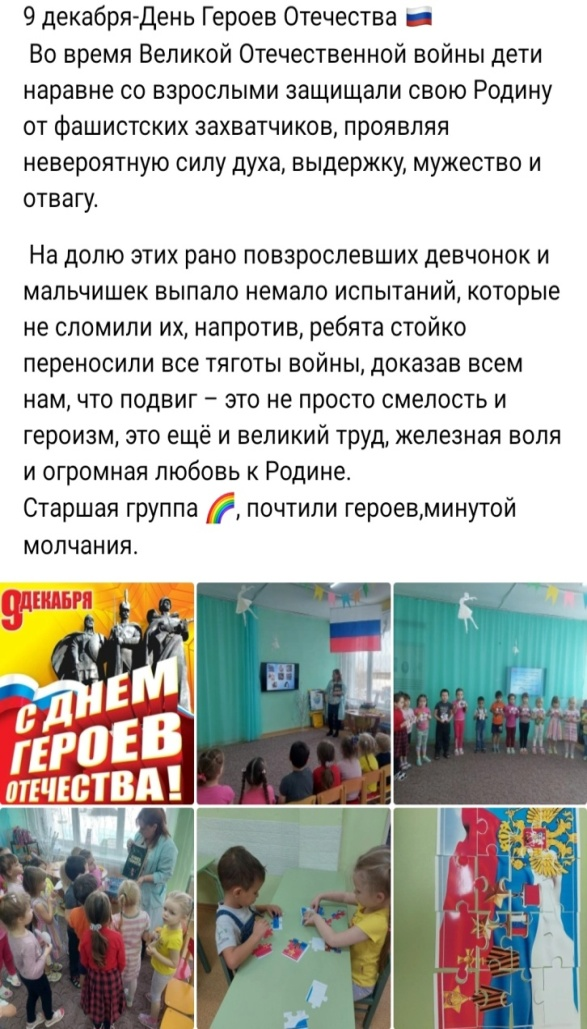 9 декабря-День Героев Отечества 🇷🇺
Во время Великой Отечественной войны дети
наравне со взрослыми защищали свою Родину
от фашистских захватчиков, проявляя
невероятную силу духа, выдержку, мужество и
отвагу.
На долю этих рано повзрослевших девчонок и
мальчишек выпало немало испытаний, которые
не сломили их, напротив, ребята стойко
переносили все тяготы войны, доказав всем
нам, что подвиг – это не просто смелость и
героизм, это ещё и великий труд, железная воля
и огромная любовь к Родине.
Старшая группа 🌈, почтили героев,минутой
молчания.
9 ДЕКАБРЯ
С ДНЕМ
ГЕРОЕВ
ОТЕЧЕСТВА!